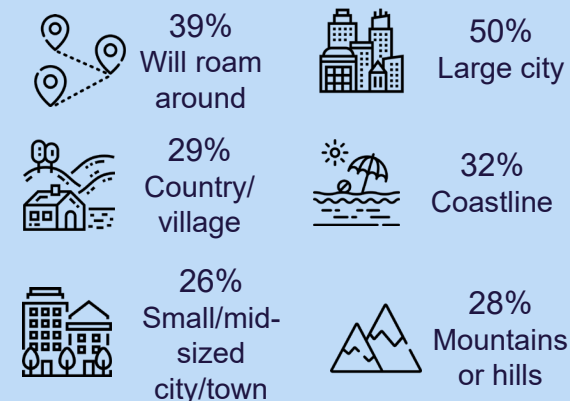 39%
Will roam
around
50%
Large city
29%
Country/
village
32%
Coastline
26%
Small/mid-
sized
city/town
28%
Mountains
or hills